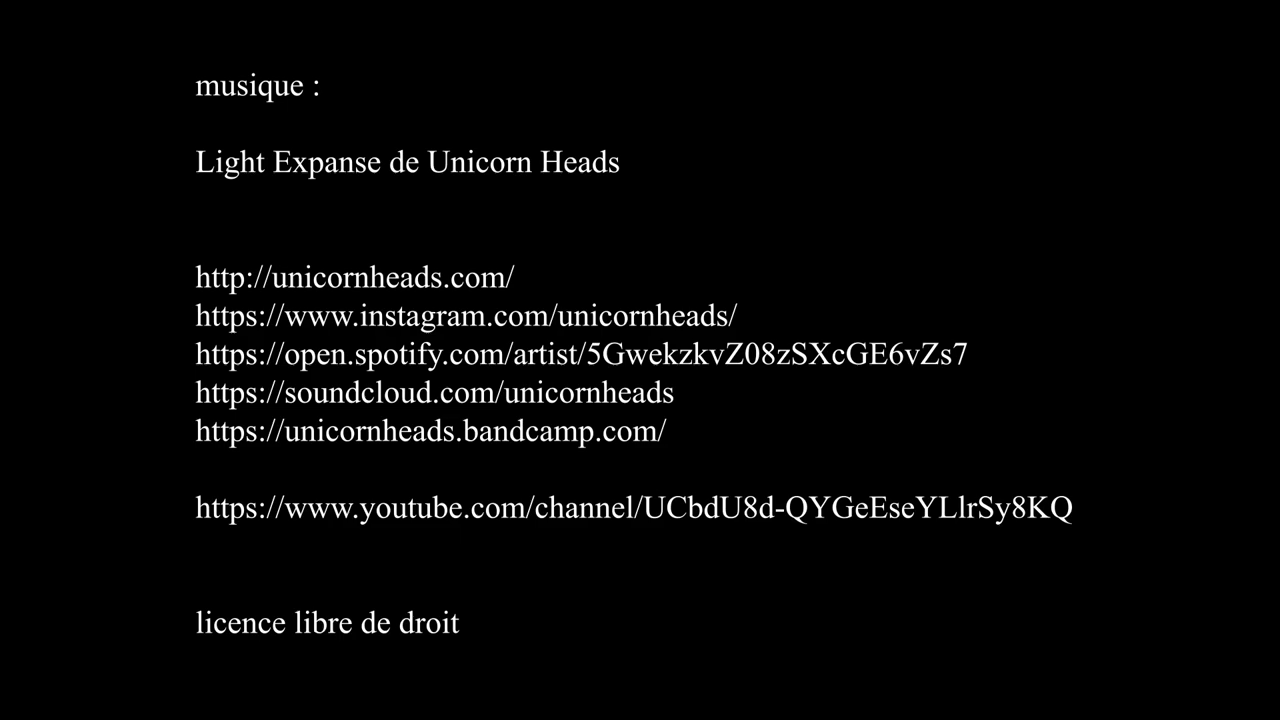 musique :
Light Expanse de Unicorn Heads
http://unicornheads.com/
https://www.instagram.com/unicornheads/
https://open.spotify.com/artist/5GwekzkvZ08zSXcGE6vZs7
https://soundcloud.com/unicornheads
https://unicornheads.bandcamp.com/
https://www.youtube.com/channel/UCbdU8d-QYGeEseYLlrSy8KQ
licence libre de droit